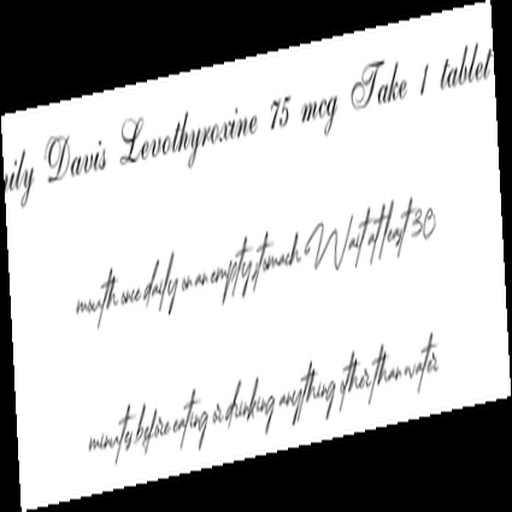 ily Davis Levothyroxine 75 mcg Take 1 tablet
mouth once daily on an empty stomach Wait at least 30
minutes before eating or drinking anything other than water